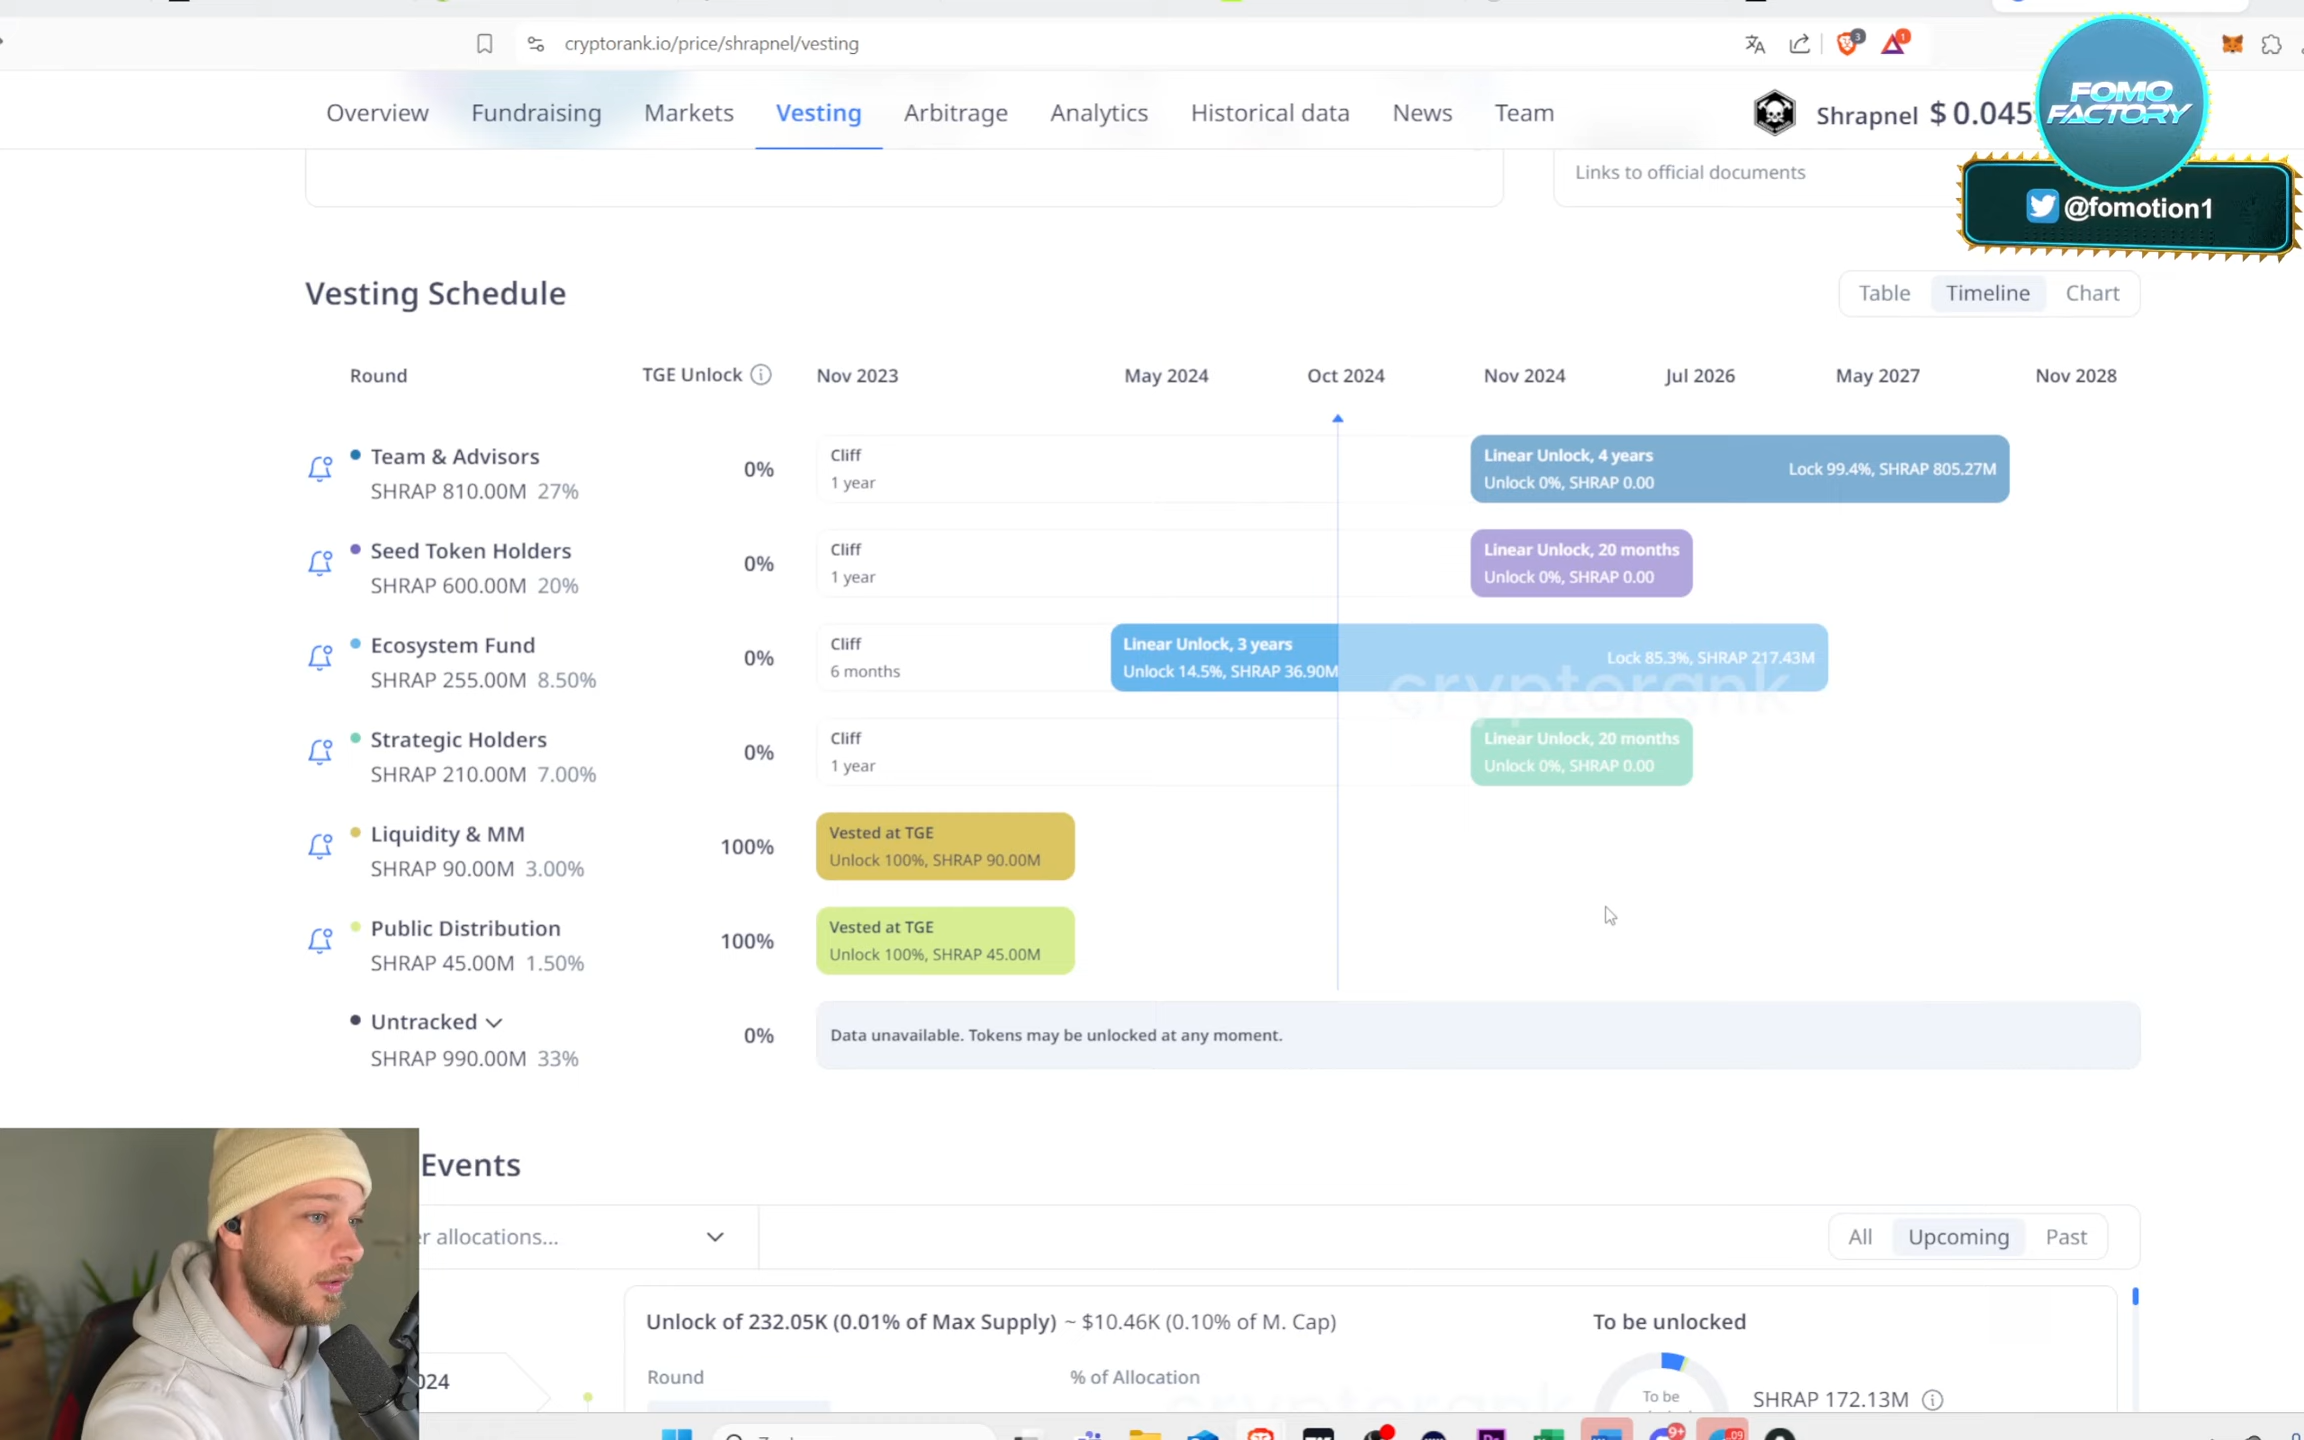 cryptorank.io/price/shrapnel/vesting
3
1
Overview
Fundraising
Markets
Vesting
Arbitrage
Analytics
Historical data
News
Team
Shrapnel $ 0.045
FOMO
FACTORY
@fomotion1
Links to official documents
Vesting Schedule
Table
Timeline
Chart
Round
TGE Unlock
Nov 2023
May 2024
Oct 2024
Nov 2024
Jul 2026
May 2027
Nov 2028
Team & Advisors
SHRAP 810.00M 27%
0%
Cliff
1 year
Linear Unlock, 4 years
Unlock 0%, SHRAP 0.00
Lock 99.4%, SHRAP 805.27M
Seed Token Holders
SHRAP 600.00M 20%
0%
Cliff
1 year
Linear Unlock, 20 months
Unlock 0%, SHRAP 0.00
Ecosystem Fund
SHRAP 255.00M 8.50%
0%
Cliff
6 months
Linear Unlock, 3 years
Unlock 14.5%, SHRAP 36.90M
Lock 85.3%, SHRAP 217.43M
cryptorank
Strategic Holders
SHRAP 210.00M 7.00%
0%
Cliff
1 year
Linear Unlock, 20 months
Unlock 0%, SHRAP 0.00
Liquidity & MM
SHRAP 90.00M 3.00%
100%
Vested at TGE
Unlock 100%, SHRAP 90.00M
Public Distribution
SHRAP 45.00M 1.50%
100%
Vested at TGE
Unlock 100%, SHRAP 45.00M
Untracked
SHRAP 990.00M 33%
0%
Data unavailable. Tokens may be unlocked at any moment.
Events
allocations...
All
Upcoming
Past
Unlock of 232.05K (0.01% of Max Supply) ~ $10.46K (0.10% of M. Cap)
To be unlocked
Round
% of Allocation
024
To be
SHRAP 172.13M
9+